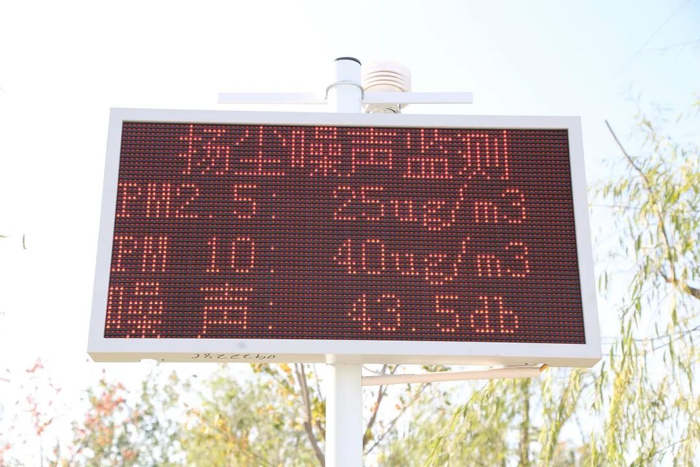 扬尘噪声监测
PM2.5: 25ug/m3
PM 10: 40ug/m3
噪 声: 43.5db